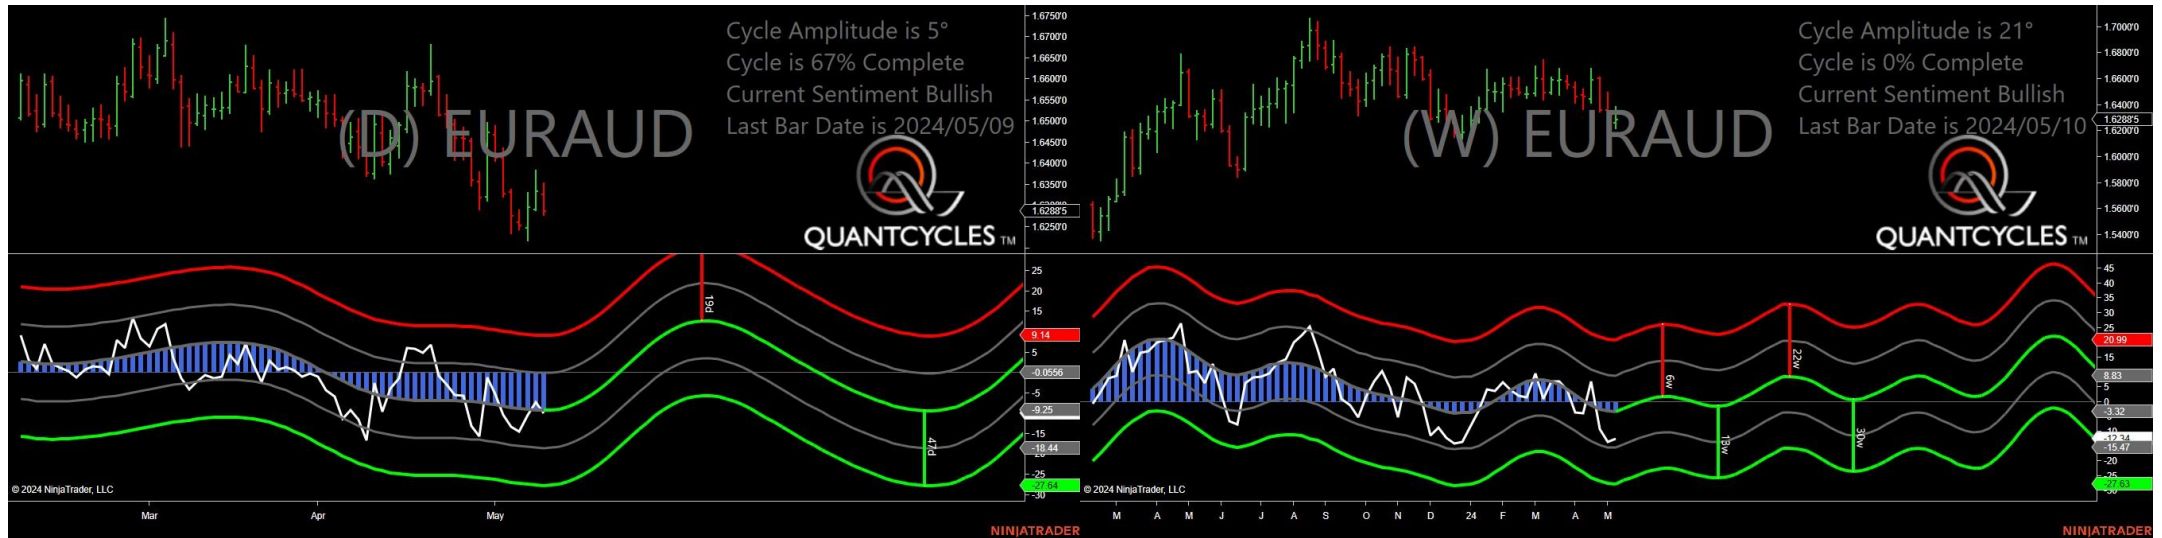 Cycle Amplitude is 5°
Cycle is 67% Complete
Current Sentiment Bullish
Last Bar Date is 2024/05/09
(D) EURAUD
QUANTCYCLES TM
1.6750'0
1.6700'0
1.6650'0
1.6600'0
1.6550'0
1.6500'0
1.6450'0
1.6400'0
1.6350'0
1.6288'5
1.6250'0
25
20
15
9.14
5
-0.0556
-5
-9.25
-15
-18.44
-25
-27.64
-30
19d
47d
© 2024 NinjaTrader, LLC
Mar Apr May
NINJATRADER
Cycle Amplitude is 21°
Cycle is 0% Complete
Current Sentiment Bullish
Last Bar Date is 2024/05/10
(W) EURAUD
QUANTCYCLES TM
1.7000'0
1.6800'0
1.6600'0
1.6400'0
1.6288'5
1.6200'0
1.6000'0
1.5800'0
1.5600'0
1.5400'0
45
35
30
25
20.99
15
8.83
5
0
-3.32
-12.34
-15.47
-20
-27.63
6w
13w
22w
30w
© 2024 NinjaTrader, LLC
M A M J J A S O N D 24 F M A M
NINJATRADER